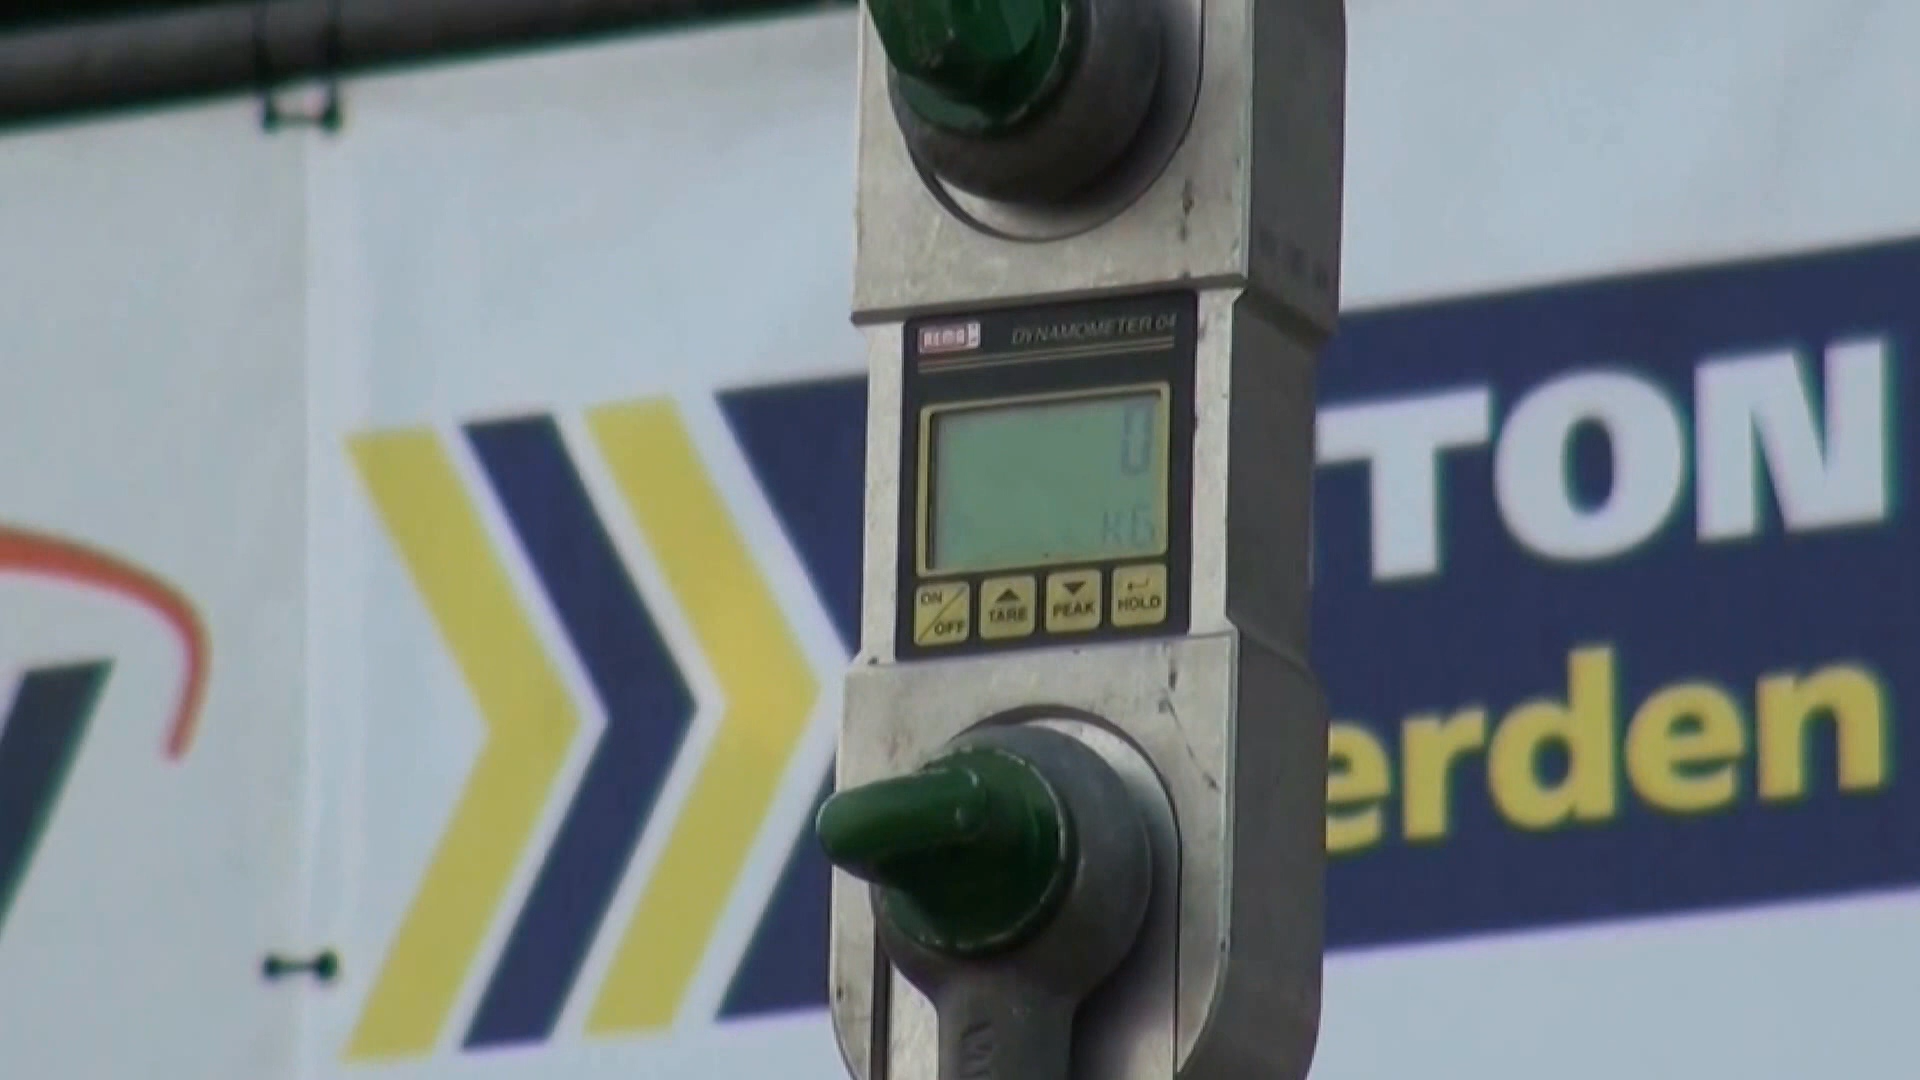 REMA
DYNAMOMETER 04
0
KG
ON
OFF
TARE
PEAK
HOLD
TON
erden